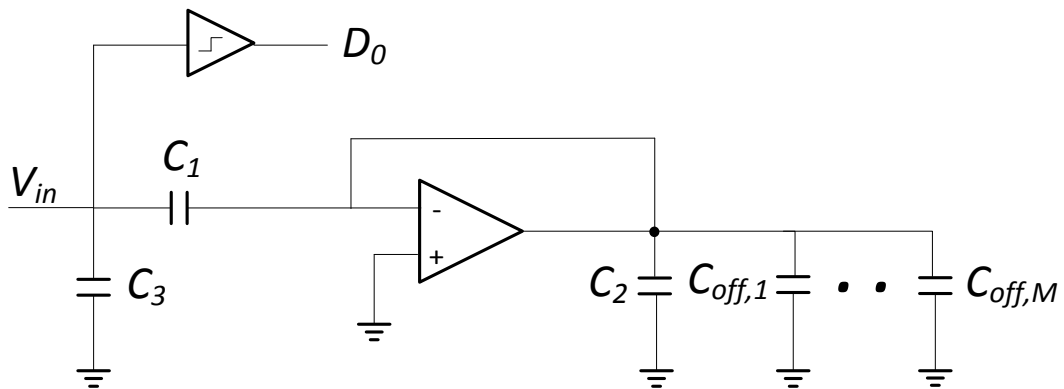 D0
C1
Vin
-
+
C3
C2
Coff,1
. .
Coff,M